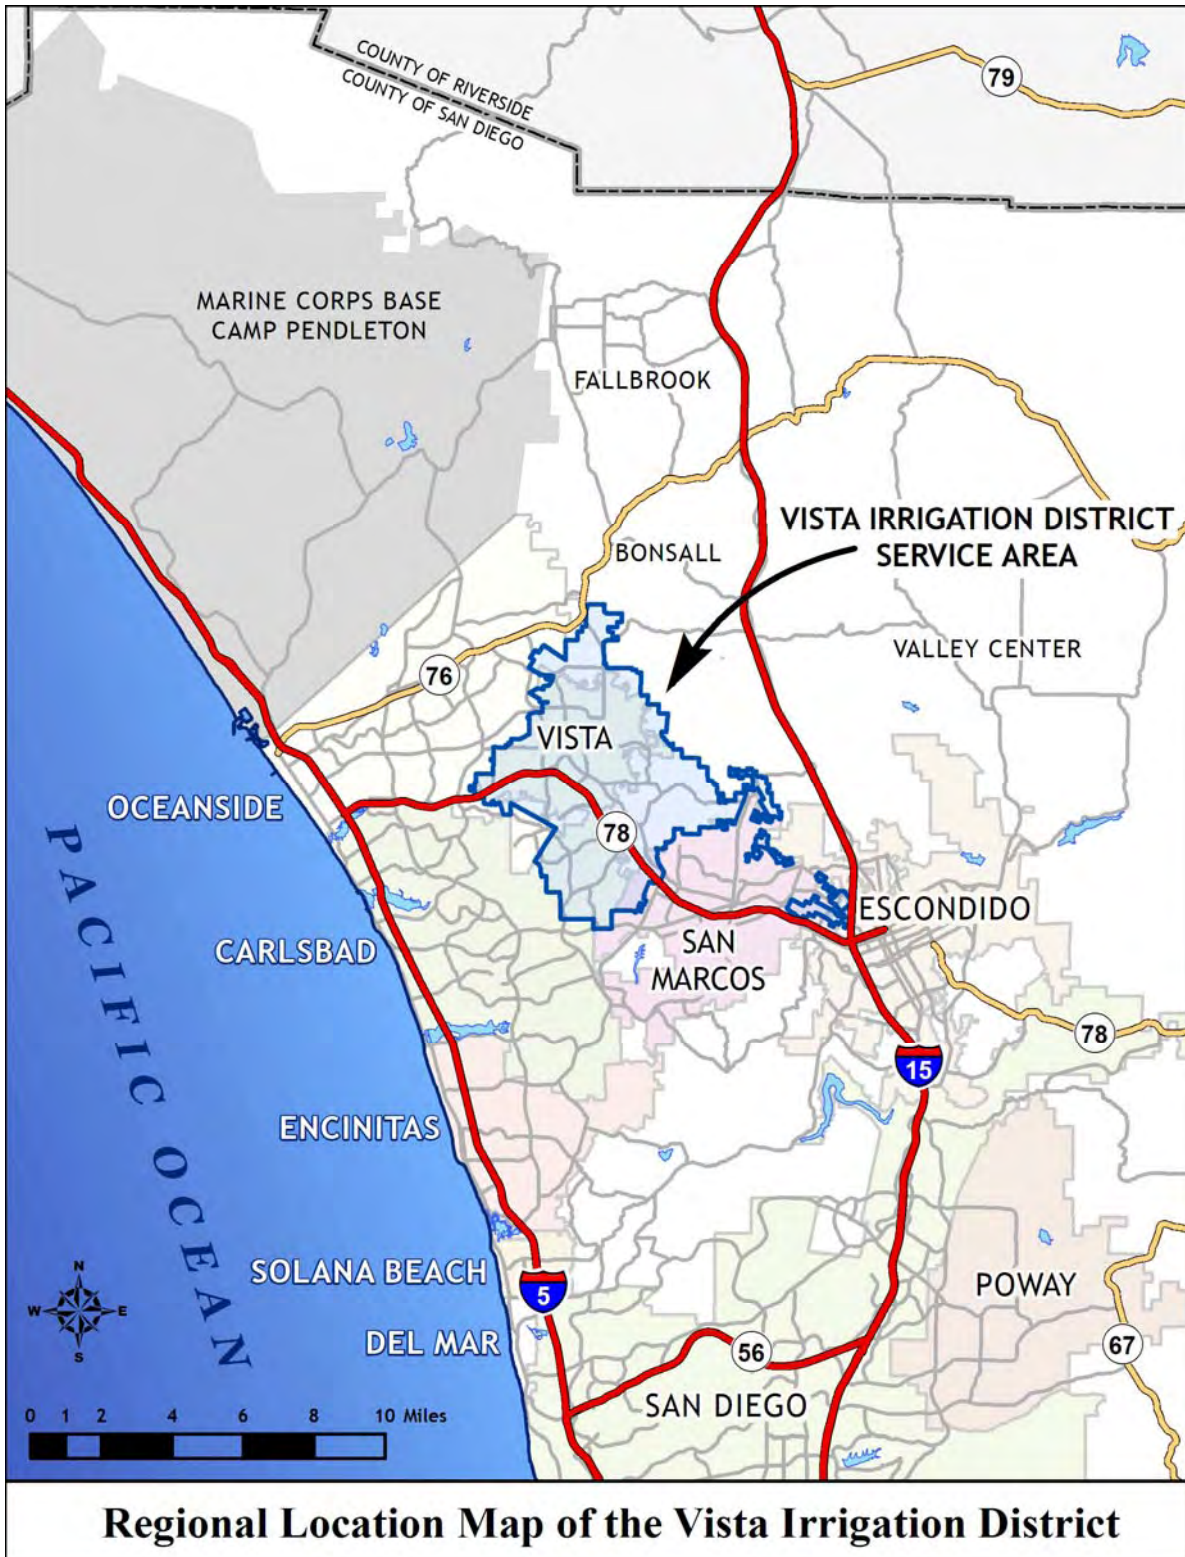 COUNTY OF RIVERSIDE
COUNTY OF SAN DIEGO
79
MARINE CORPS BASE
CAMP PENDLETON
FALLBROOK
VISTA IRRIGATION DISTRICT
SERVICE AREA
BONSALL
VALLEY CENTER
76
VISTA
OCEANSIDE
78
ESCONDIDO
CARLSBAD
SAN
MARCOS
78
15
ENCINITAS
PACIFIC OCEAN
SOLANA BEACH
5
POWAY
N
W
E
S
DEL MAR
56
67
SAN DIEGO
0 1 2 4 6 8 10 Miles
Regional Location Map of the Vista Irrigation District